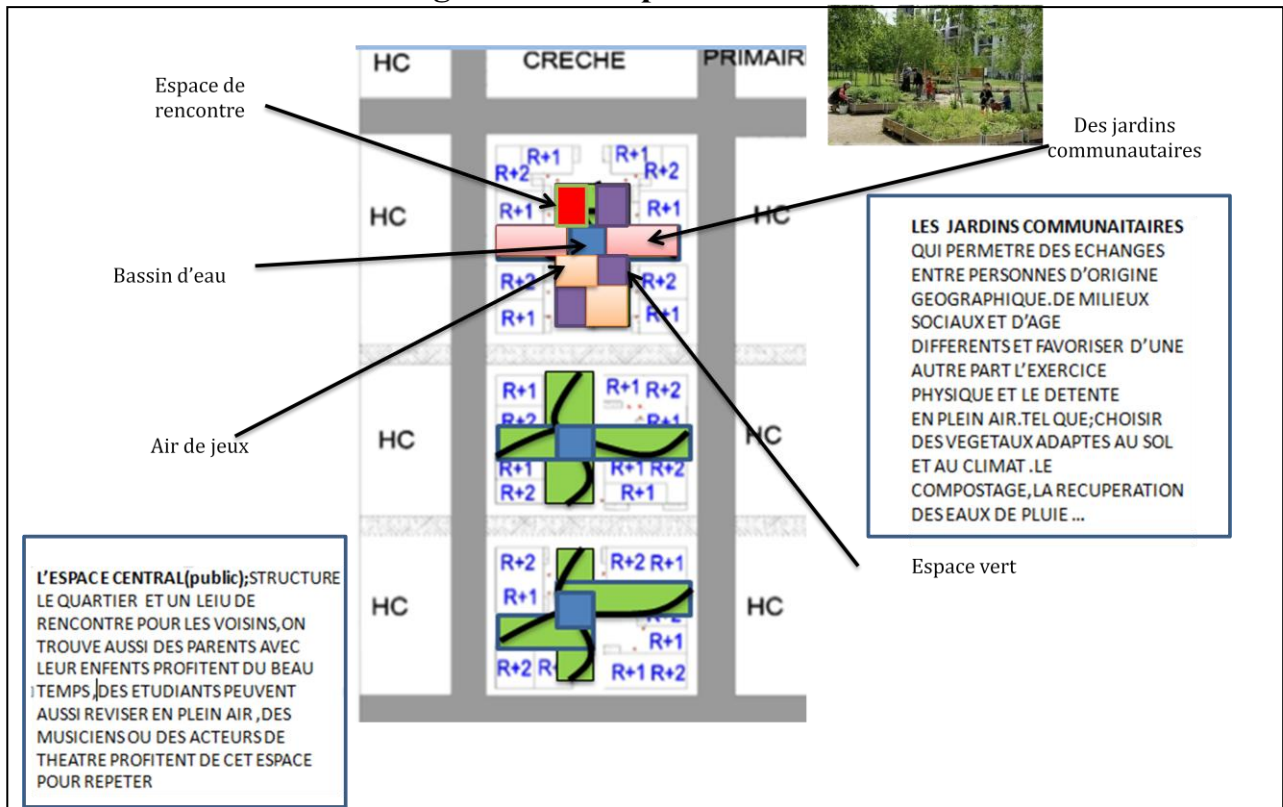 HC
CRECHE
PRIMAIR
Espace de
rencontre
Des jardins
communautaires
R+1
R+1
R+2
R+2
R+1
R+1
HC
HC
Bassin d’eau
R+2
R+2
R+1
R+1
LES JARDINS COMMUNAITAIRES
QUI PERMETRE DES ECHANGES
ENTRE PERSONNES D’ORIGINE
GEOGRAPHIQUE.DE MILIEUX
SOCIAUX ET D’AGE
DIFFERENTS ET FAVORISER D’UNE
AUTRE PART L’EXERCICE
PHYSIQUE ET LE DETENTE
EN PLEIN AIR.TEL QUE;CHOISIR
DES VEGETAUX ADAPTES AU SOL
ET AU CLIMAT .LE
COMPOSTAGE,LA RECUPERATION
DES EAUX DE PLUIE ...
Air de jeux
R+1
R+1 R+2
R+2
R+1
HC
HC
R+1
R+1 R+2
R+2
R+1
Espace vert
R+2
R+2 R+1
R+1
HC
HC
R+1
R+2
R+1 R+2
L’ESPACE CENTRAL(public);STRUCTURE
LE QUARTIER ET UN LEIU DE
RENCONTRE POUR LES VOISINS,ON
TROUVE AUSSI DES PARENTS AVEC
LEUR ENFENTS PROFITENT DU BEAU
TEMPS,DES ETUDIANTS PEUVENT
AUSSI REVISER EN PLEIN AIR ,DES
MUSICIENS OU DES ACTEURS DE
THEATRE PROFITENT DE CET ESPACE
POUR REPETER